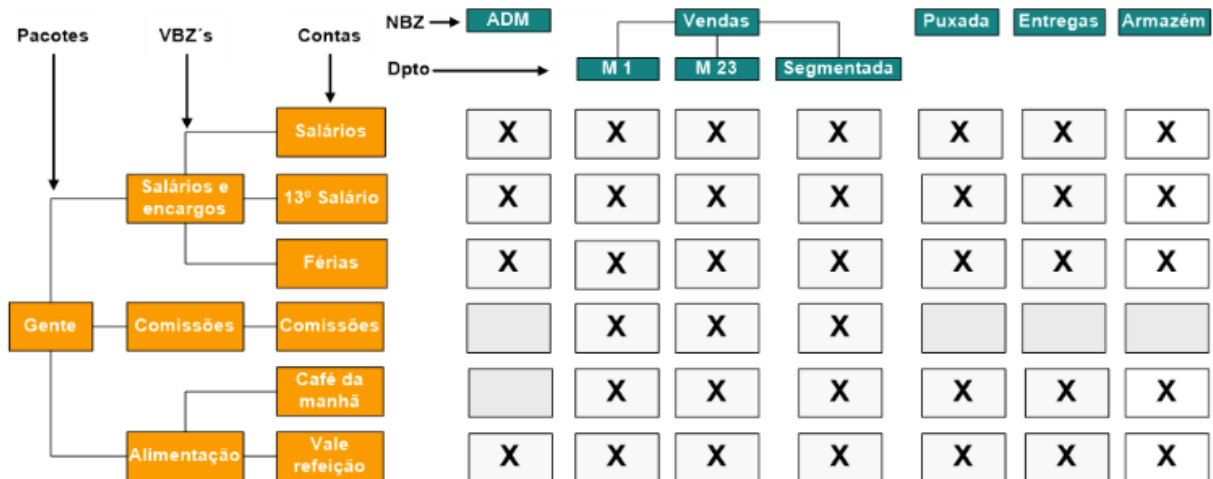 Pacotes
VBZ´s
Contas
NBZ
ADM
Vendas
Puxada
Entregas
Armazém
Dpto
M 1
M 23
Segmentada
Salários
X X X X X X X
Salários e
encargos
13º Salário
X X X X X X X
Férias
X X X X X X X
Gente
Comissões
Comissões
X X X
Café da
manhã
X X X X X X
Alimentação
Vale
refeição
X X X X X X X